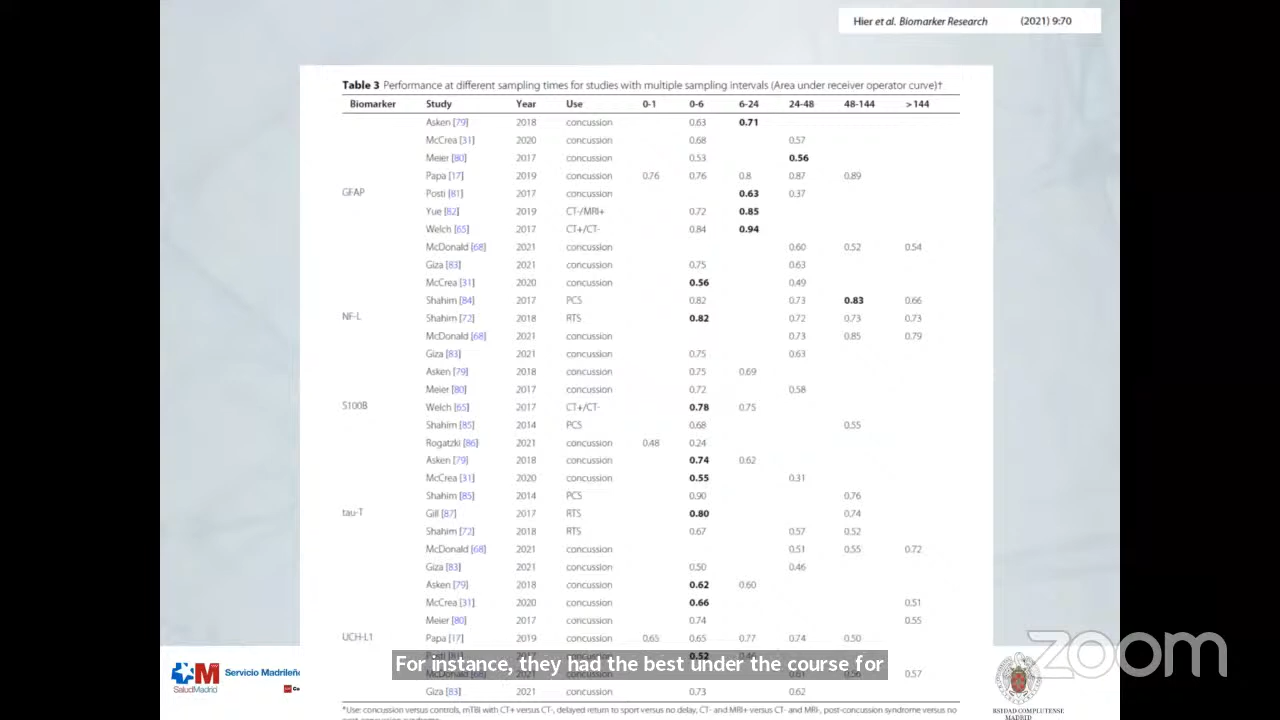 Hier et al. Biomarker Research (2021) 9:70
Table 3 Performance at different sampling times for studies with multiple sampling intervals (Area under receiver operator curve)†
Biomarker Study Year Use 0-1 0-6 6-24 24-48 48-144 >144
Asken [79] 2018 concussion 0.63 0.71
McCrea [31] 2020 concussion 0.68 0.57
Meier [80] 2017 concussion 0.53 0.56
Papa [17] 2019 concussion 0.76 0.76 0.8 0.87 0.89
GFAP Posti [81] 2017 concussion 0.63 0.37
Yue [82] 2019 CT-/MRI+ 0.72 0.85
Welch [65] 2017 CT+/CT- 0.84 0.94
McDonald [68] 2021 concussion 0.60 0.52 0.54
Giza [83] 2021 concussion 0.75 0.63
McCrea [31] 2020 concussion 0.56 0.49
Shahim [84] 2017 PCS 0.82 0.73 0.83 0.66
NF-L Shahim [72] 2018 RTS 0.82 0.72 0.73 0.73
McDonald [68] 2021 concussion 0.73 0.85 0.79
Giza [83] 2021 concussion 0.75 0.63
Asken [79] 2018 concussion 0.75 0.69
Meier [80] 2017 concussion 0.72 0.58
S100B Welch [65] 2017 CT+/CT- 0.78 0.75
Shahim [85] 2014 PCS 0.68 0.55
Rogatzki [86] 2021 concussion 0.48 0.24
Asken [79] 2018 concussion 0.74 0.62
McCrea [31] 2020 concussion 0.55 0.31
Shahim [85] 2014 PCS 0.90 0.76
tau-T Gill [87] 2017 RTS 0.80 0.74
Shahim [72] 2018 RTS 0.67 0.57 0.52
McDonald [68] 2021 concussion 0.51 0.55 0.72
Giza [83] 2021 concussion 0.50 0.46
Asken [79] 2018 concussion 0.62 0.60
McCrea [31] 2020 concussion 0.66 0.51
Meier [80] 2017 concussion 0.74 0.55
UCH-L1 Papa [17] 2019 concussion 0.65 0.65 0.77 0.74 0.50
For instance, they had the best under the course for
0.57
Giza [83] 2021 concussion 0.73 0.62
*Use: concussion versus controls, mTBI with CT+ versus CT-, delayed return to sport versus no delay, CT- and MRI+ versus CT- and MRI-, post-concussion syndrome versus no
SaludMadrid
Servicio Madrileñ
zoom
RSIDAD COMPLUTENSE
MADRID